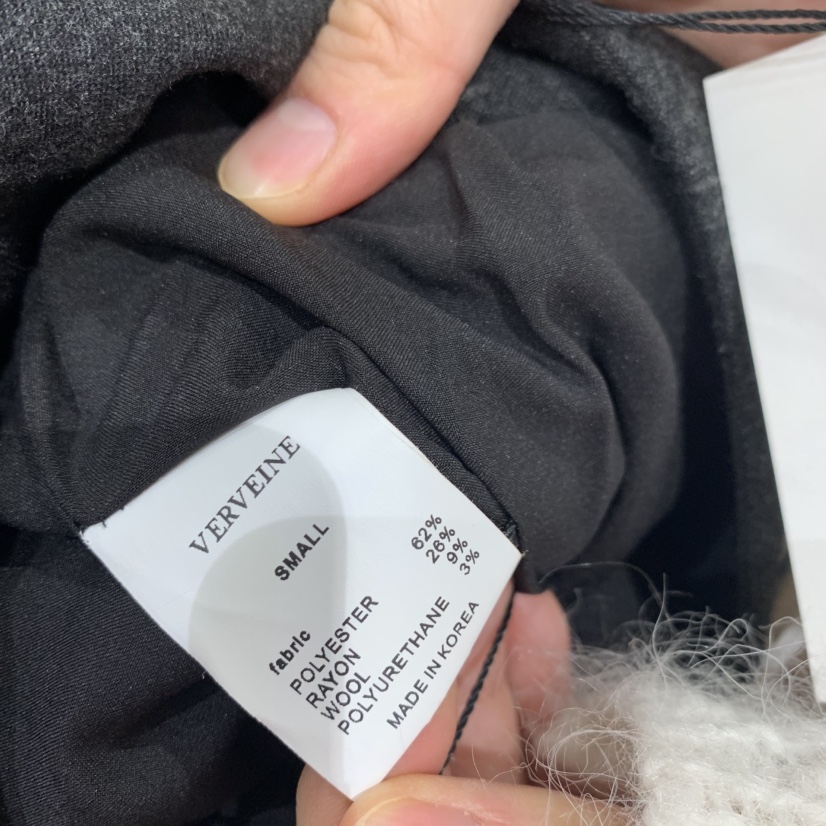 VERVEINE
SMALL
fabric
POLYESTER 62%
RAYON 26%
WOOL 9%
POLYURETHANE 3%
MADE IN KOREA